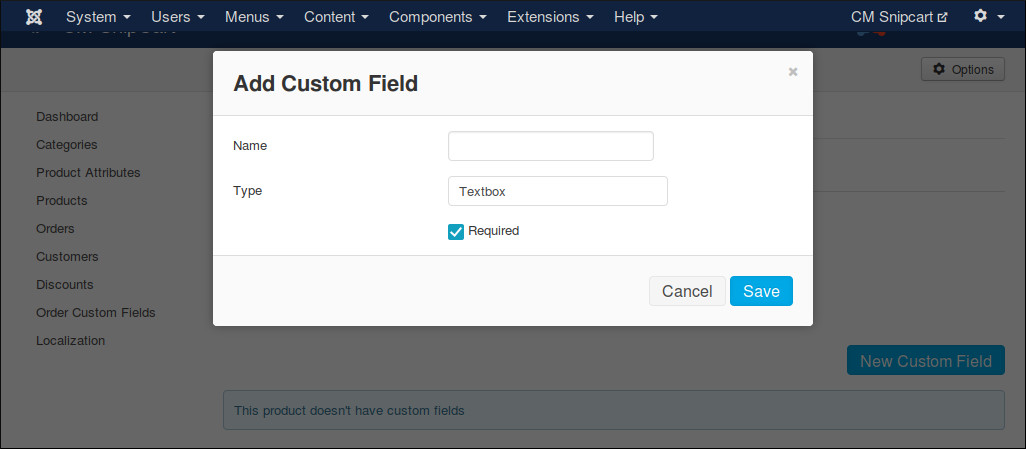 System Users Menus Content Components Extensions Help CM Snipcart
Options
Add Custom Field
Name
Type Textbox
Required
Cancel Save
Dashboard
Categories
Product Attributes
Products
Orders
Customers
Discounts
Order Custom Fields
Localization
New Custom Field
This product doesn't have custom fields